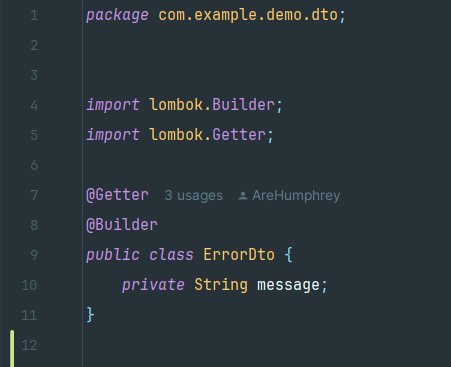 1 package com.example.demo.dto;
2
3
4 import lombok.Builder;
5 import lombok.Getter;
6
7 @Getter 3 usages AreHumphrey
8 @Builder
9 public class ErrorDto {
10 private String message;
11 }
12